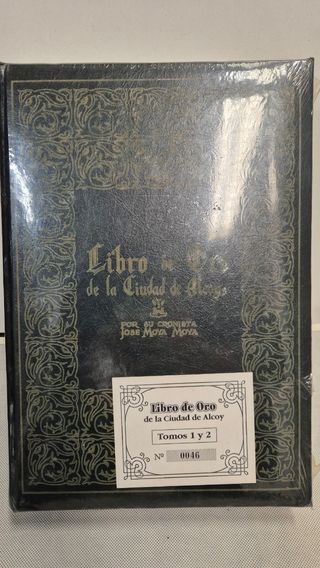 Libro de Oro
de la Ciudad de Alcoy
I
POR SU CRONISTA
JOSE MOYA MOYA
Libro de Oro
de la Ciudad de Alcoy
Tomos 1 y 2
Nº 0046